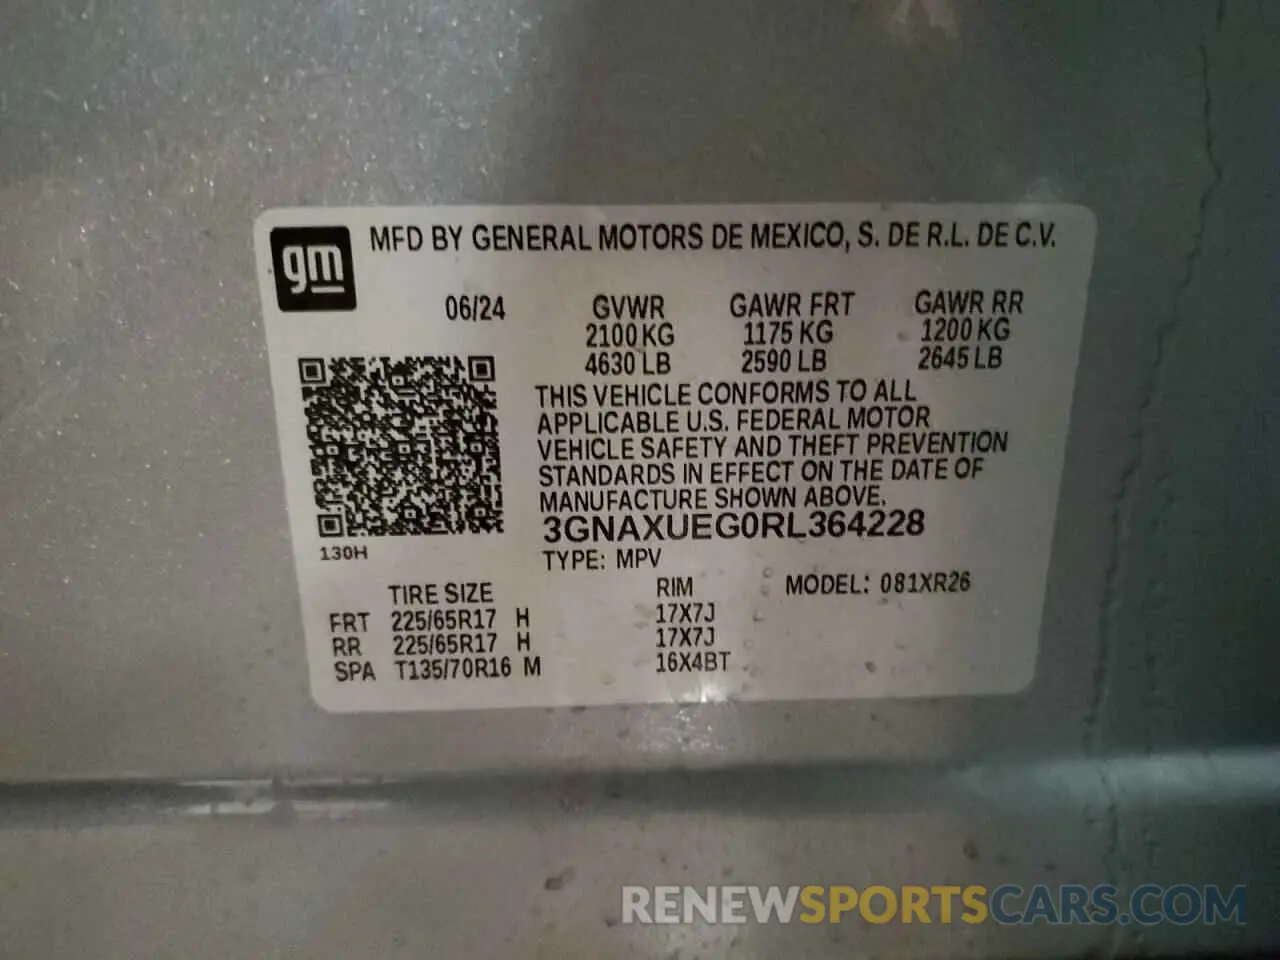 gm MFD BY GENERAL MOTORS DE MEXICO, S. DE R.L. DE C.V.
06/24 GVWR GAWR FRT GAWR RR
2100 KG 1175 KG 1200 KG
4630 LB 2590 LB 2645 LB
THIS VEHICLE CONFORMS TO ALL
APPLICABLE U.S. FEDERAL MOTOR
VEHICLE SAFETY AND THEFT PREVENTION
STANDARDS IN EFFECT ON THE DATE OF
MANUFACTURE SHOWN ABOVE.
3GNAXUEG0RL364228
130H TYPE: MPV
TIRE SIZE RIM MODEL: 081XR26
FRT 225/65R17 H 17X7J
RR 225/65R17 H 17X7J
SPA T135/70R16 M 16X4BT
RENEWSPORTSCARS.COM